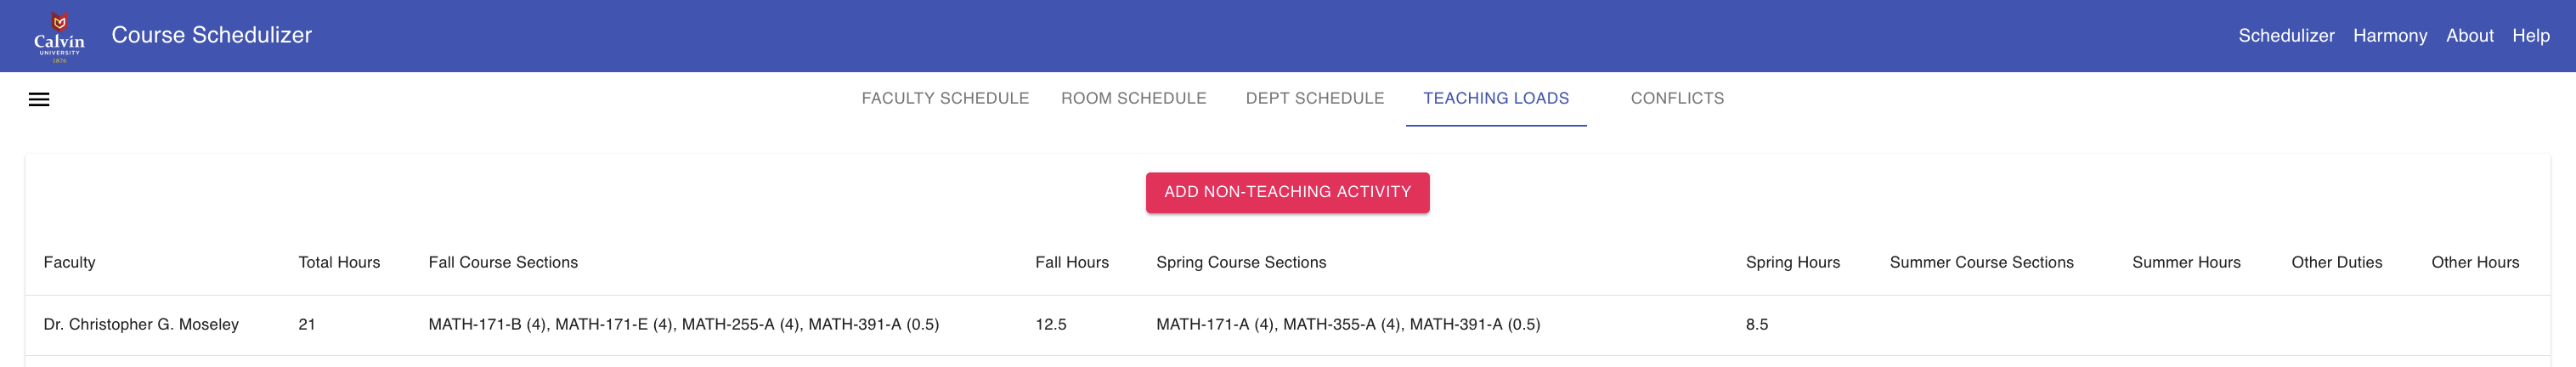 Calvin
UNIVERSITY
1876
Course Schedulizer
Schedulizer Harmony About Help
FACULTY SCHEDULE ROOM SCHEDULE DEPT SCHEDULE TEACHING LOADS CONFLICTS
ADD NON-TEACHING ACTIVITY
Faculty Total Hours Fall Course Sections Fall Hours Spring Course Sections Spring Hours Summer Course Sections Summer Hours Other Duties Other Hours
Dr. Christopher G. Moseley 21 MATH-171-B (4), MATH-171-E (4), MATH-255-A (4), MATH-391-A (0.5) 12.5 MATH-171-A (4), MATH-355-A (4), MATH-391-A (0.5) 8.5